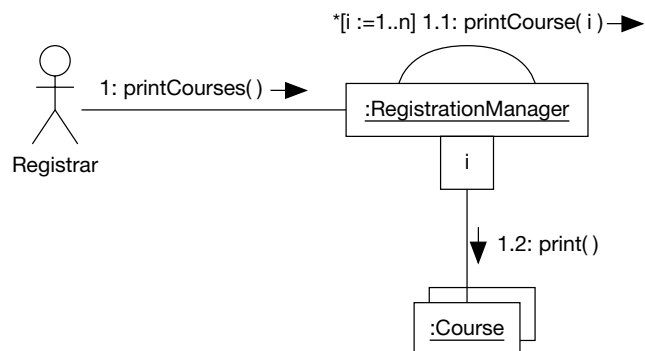 *[i :=1..n] 1.1: printCourse( i )
1: printCourses( )
:RegistrationManager
Registrar
i
1.2: print( )
:Course